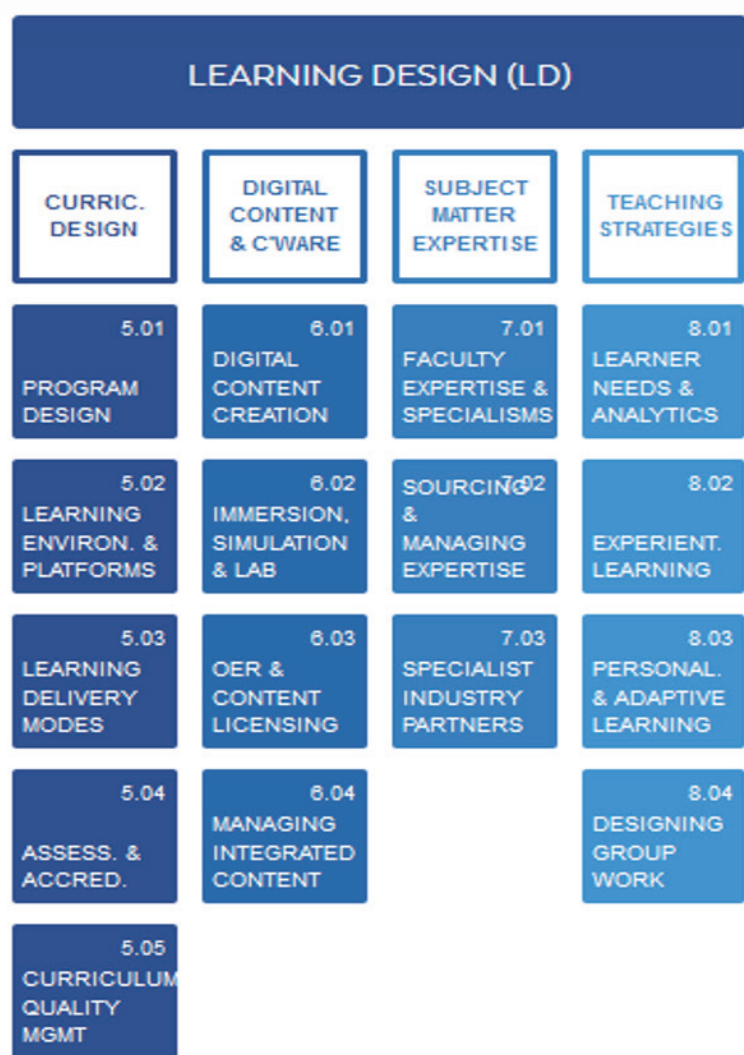 LEARNING DESIGN (LD)
CURRIC.
DESIGN
DIGITAL
CONTENT
& C'WARE
SUBJECT
MATTER
EXPERTISE
TEACHING
STRATEGIES
5.01
PROGRAM
DESIGN
6.01
DIGITAL
CONTENT
CREATION
7.01
FACULTY
EXPERTISE &
SPECIALISMS
8.01
LEARNER
NEEDS &
ANALYTICS
5.02
LEARNING
ENVIRON. &
PLATFORMS
6.02
IMMERSION,
SIMULATION
& LAB
7.02
SOURCING
&
MANAGING
EXPERTISE
8.02
EXPERIENT.
LEARNING
5.03
LEARNING
DELIVERY
MODES
6.03
OER &
CONTENT
LICENSING
7.03
SPECIALIST
INDUSTRY
PARTNERS
8.03
PERSONAL.
& ADAPTIVE
LEARNING
5.04
ASSESS. &
ACCRED.
6.04
MANAGING
INTEGRATED
CONTENT
8.04
DESIGNING
GROUP
WORK
5.05
CURRICULUM
QUALITY
MGMT